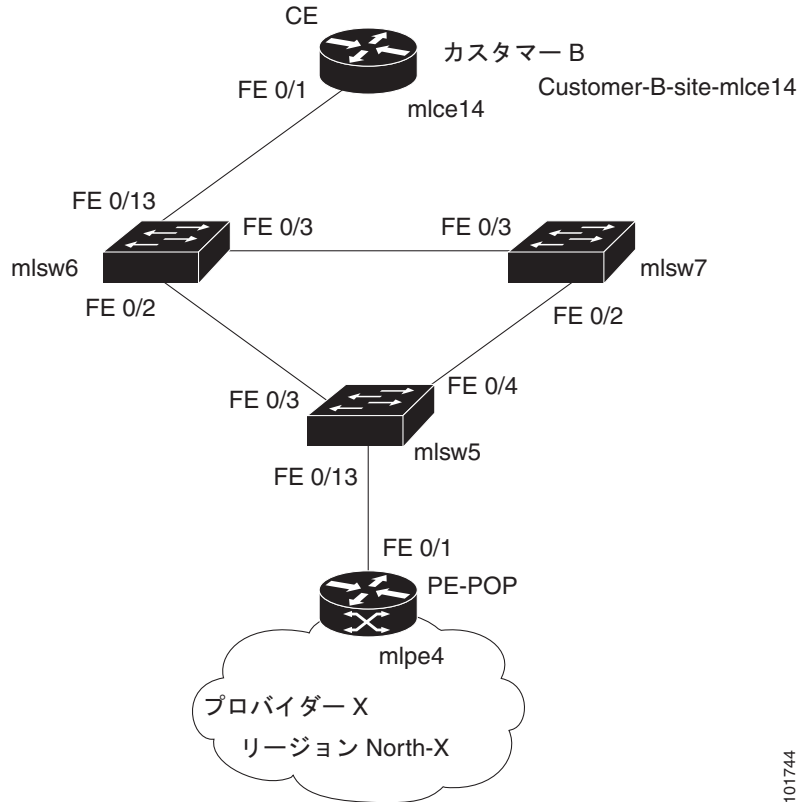 CE
カスタマー B
FE 0/1
Customer-B-site-mlce14
mlce14
FE 0/13
FE 0/3
FE 0/3
mlsw6
mlsw7
FE 0/2
FE 0/2
FE 0/3
FE 0/4
mlsw5
FE 0/13
FE 0/1
PE-POP
mlpe4
プロバイダー X
リージョン North-X
101744